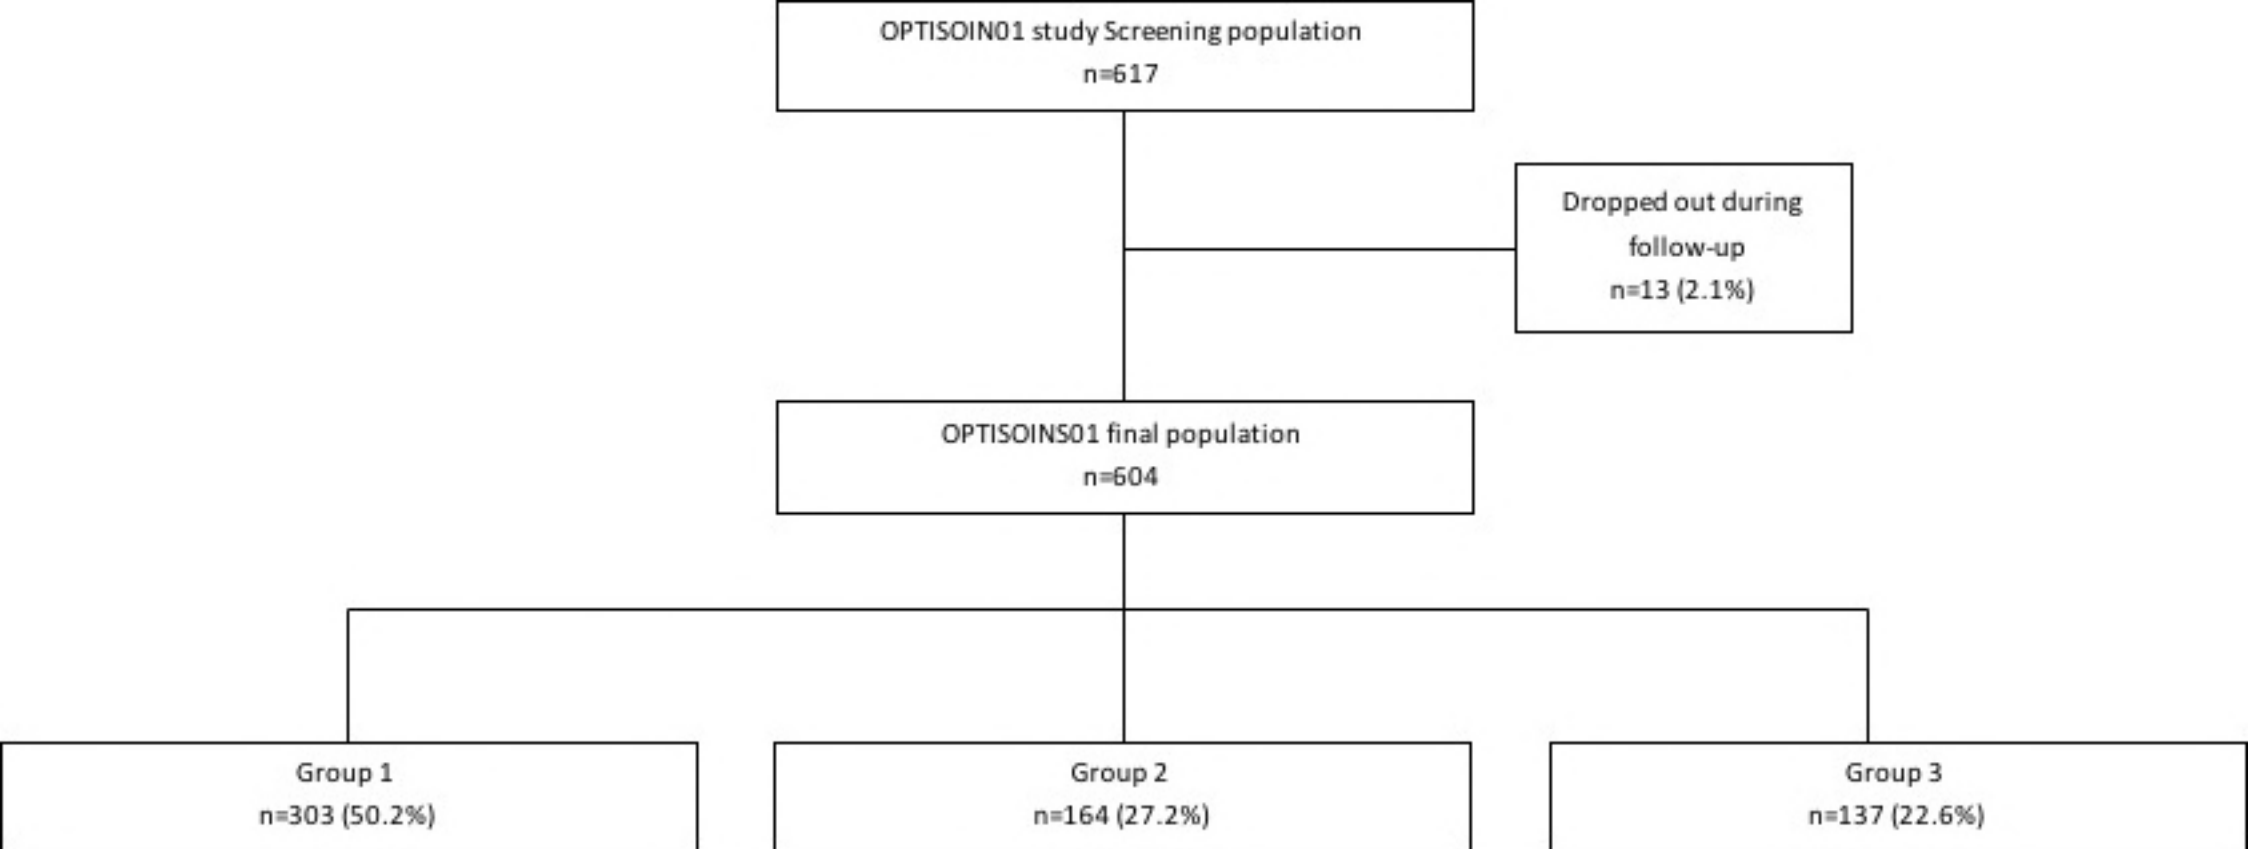 OPTISOIN01 study Screening population
n=617
Dropped out during
follow-up
n=13 (2.1%)
OPTISOINS01 final population
n=604
Group 1
n=303 (50.2%)
Group 2
n=164 (27.2%)
Group 3
n=137 (22.6%)